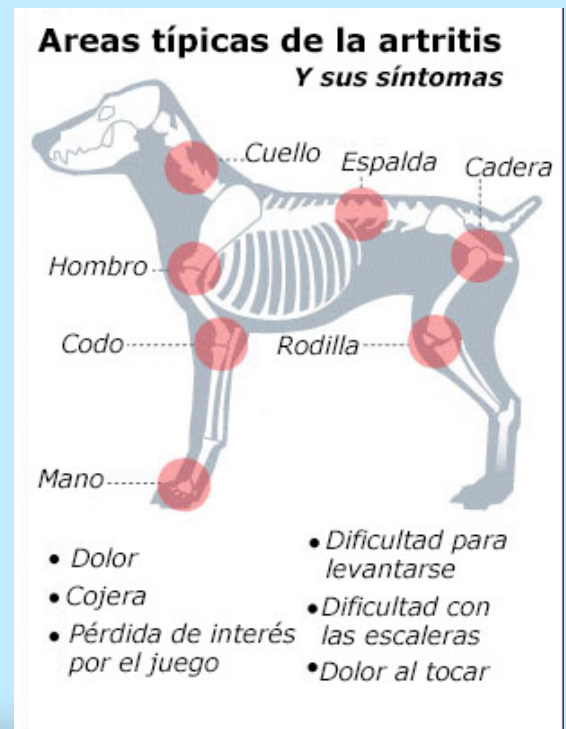 Areas típicas de la artritis
Y sus síntomas
Cuello
Espalda
Cadera
Hombro
Codo
Rodilla
Mano
• Dolor
• Cojera
• Pérdida de interés
por el juego
• Dificultad para
levantarse
• Dificultad con
las escaleras
• Dolor al tocar